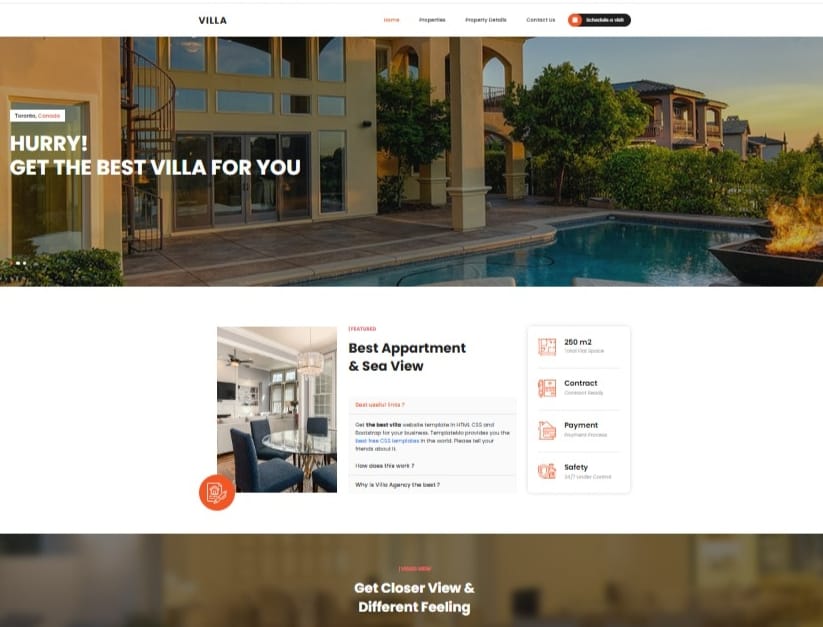 VILLA
Home Properties Property Details Contact Us Schedule a visit
Toronto, Canada
HURRY!
GET THE BEST VILLA FOR YOU
| FEATURED
Best Appartment
& Sea View
Best useful links ?
Get the best villa website template in HTML CSS and
Bootstrap for your business. TemplateMo provides you the
best free CSS templates in the world. Please tell your
friends about it.
How does this work ?
Why is Villa Agency the best ?
250 m2
Total Flat Space
Contract
Contract Ready
Payment
Payment Process
Safety
24/7 Under Control
| VIDEO VIEW
Get Closer View &
Different Feeling